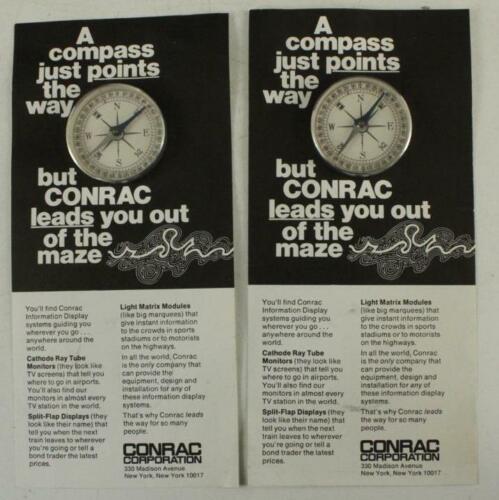 A
compass
just points
the
way
N
E
S
W
but
CONRAC
leads you out
of the
maze
You'll find Conrac
Information Display
systems guiding you
wherever you go . . .
anywhere around the
world.
Cathode Ray Tube
Monitors (they look like
TV screens) that tell you
where to go in airports.
You'll also find our
monitors in almost every
TV station in the world.
Split-Flap Displays (they
look like their name) that
tell you when the next
train leaves to wherever
you're going or tell a
bond trader the latest
prices.
Light Matrix Modules
(like big marquees) that
give instant information
to the crowds in sports
stadiums or to motorists
on the highways.
In all the world, Conrac
is the only company that
can provide the
equipment, design and
installation for any of
these information display
systems.
That's why Conrac leads
the way for so many
people.
CONRAC
CORPORATION
330 Madison Avenue
New York, New York 10017
A
compass
just points
the
way
N
E
S
W
but
CONRAC
leads you out
of the
maze
You'll find Conrac
Information Display
systems guiding you
wherever you go . . .
anywhere around the
world.
Cathode Ray Tube
Monitors (they look like
TV screens) that tell you
where to go in airports.
You'll also find our
monitors in almost every
TV station in the world.
Split-Flap Displays (they
look like their name) that
tell you when the next
train leaves to wherever
you're going or tell a
bond trader the latest
prices.
Light Matrix Modules
(like big marquees) that
give instant information
to the crowds in sports
stadiums or to motorists
on the highways.
In all the world, Conrac
is the only company that
can provide the
equipment, design and
installation for any of
these information display
systems.
That's why Conrac leads
the way for so many
people.
CONRAC
CORPORATION
330 Madison Avenue
New York, New York 10017